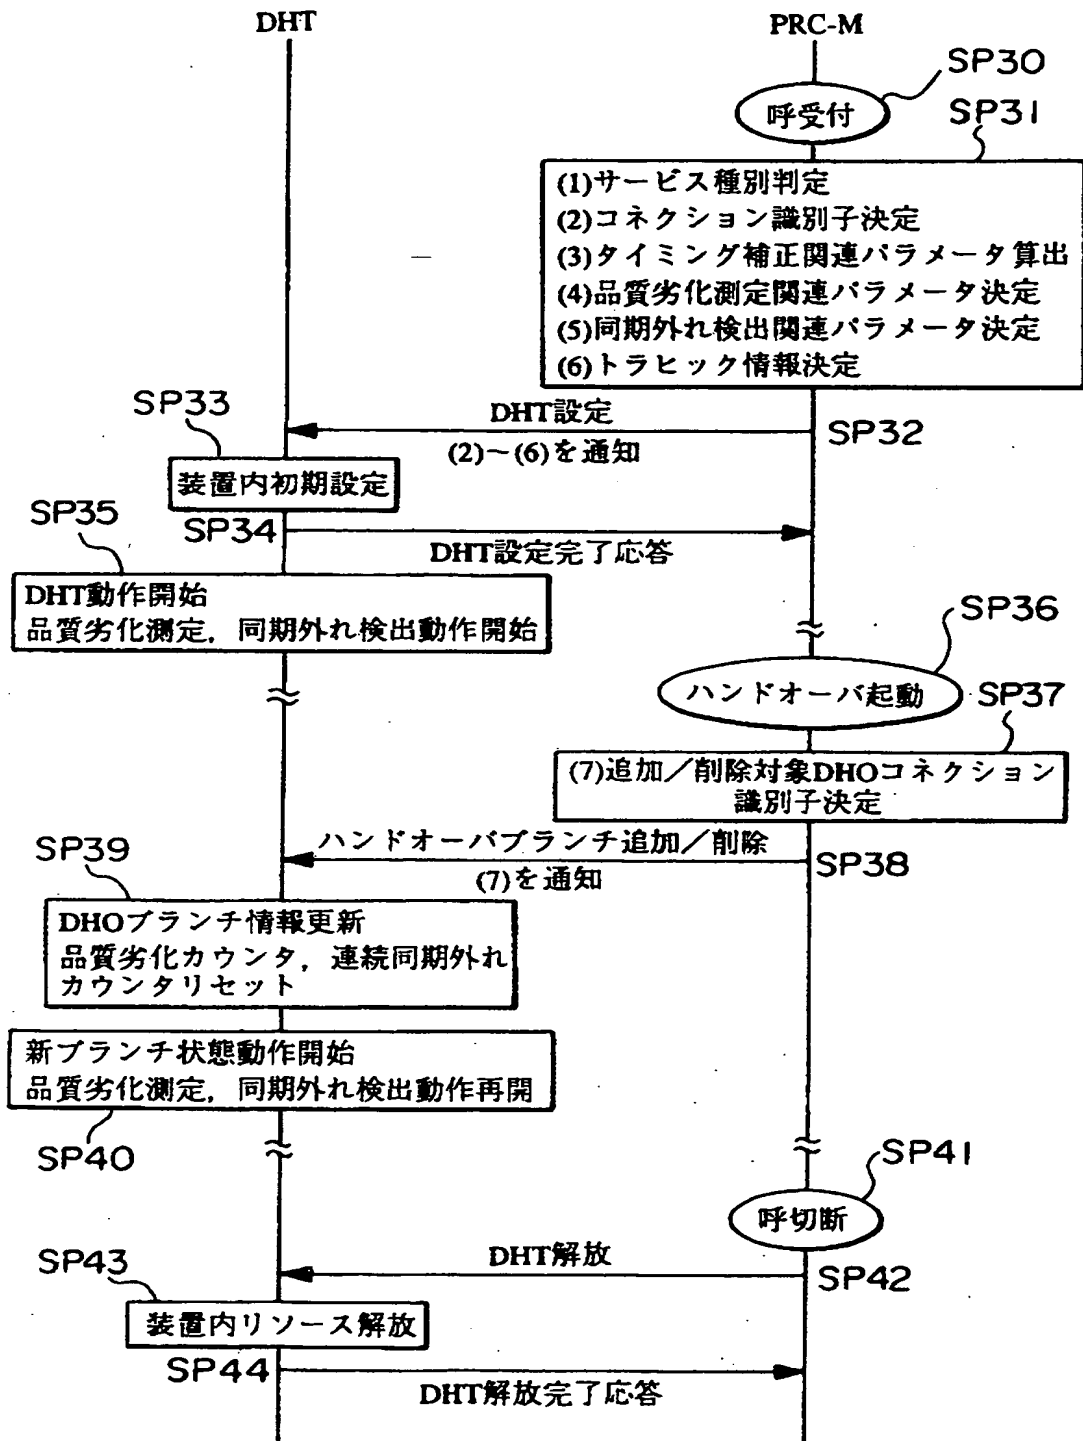 DHT
PRC-M
SP30
呼受付
SP31
(1)サービス種別判定
(2)コネクション識別子決定
(3)タイミング補正関連パラメータ算出
(4)品質劣化測定関連パラメータ決定
(5)同期外れ検出関連パラメータ決定
(6)トラヒック情報決定
SP33
DHT設定
SP32
(2)～(6)を通知
装置内初期設定
SP35
SP34
DHT設定完了応答
DHT動作開始
品質劣化測定，同期外れ検出動作開始
SP36
ハンドオーバ起動
SP37
(7)追加／削除対象DHOコネクション
識別子決定
SP39
ハンドオーバブランチ追加／削除
SP38
(7)を通知
DHOブランチ情報更新
品質劣化カウンタ，連続同期外れ
カウンタリセット
新ブランチ状態動作開始
品質劣化測定，同期外れ検出動作再開
SP40
SP41
呼切断
SP43
DHT解放
SP42
装置内リソース解放
SP44
DHT解放完了応答